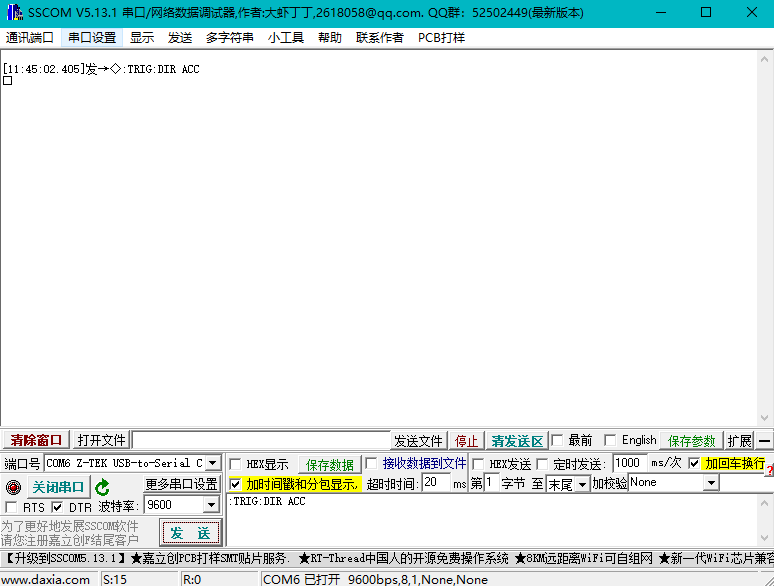 SSCOM V5.13.1 串口/网络数据调试器,作者:大虾丁丁,2618058@qq.com. QQ群: 52502449(最新版本)
通讯端口 串口设置 显示 发送 多字符串 小工具 帮助 联系作者 PCB打样
[11:45:02.405]发→◇:TRIG:DIR ACC
□
清除窗口 打开文件 发送文件 停止 清发送区 最前 English 保存参数 扩展 —
端口号 COM6 Z-TEK USB-to-Serial C HEX显示 保存数据 接收数据到文件 HEX发送 定时发送: 1000 ms/次 加回车换行
关闭串口 更多串口设置 加时间戳和分包显示, 超时时间: 20 ms 第1 字节 至 末尾 加校验 None
RTS DTR 波特率: 9600 :TRIG:DIR ACC
为了更好地发展SSCOM软件
请您注册嘉立创F结尾客户
发 送
【升级到SSCOM5.13.1】★嘉立创PCB打样SMT贴片服务. ★RT-Thread中国人的开源免费操作系统 ★8KM远距离WiFi可自组网 ★新一代WiFi芯片兼容
www.daxia.com S:15 R:0 COM6 已打开 9600bps,8,1,None,None